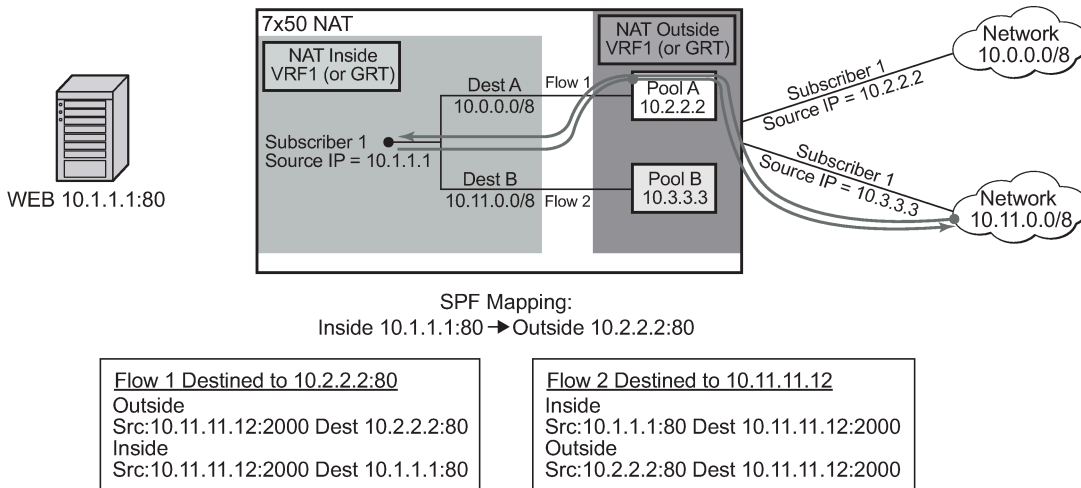 7x50 NAT
NAT Inside
VRF1 (or GRT)
NAT Outside
VRF1 (or GRT)
WEB 10.1.1.1:80
Subscriber 1
Source IP = 10.1.1.1
Dest A
10.0.0.0/8
Flow 1
Dest B
10.11.0.0/8
Flow 2
Pool A
10.2.2.2
Pool B
10.3.3.3
Subscriber 1
Source IP = 10.2.2.2
Subscriber 1
Source IP = 10.3.3.3
Network
10.0.0.0/8
Network
10.11.0.0/8
SPF Mapping:
Inside 10.1.1.1:80 → Outside 10.2.2.2:80
Flow 1 Destined to 10.2.2.2:80
Outside
Src:10.11.11.12:2000 Dest 10.2.2.2:80
Inside
Src:10.11.11.12:2000 Dest 10.1.1.1:80
Flow 2 Destined to 10.11.11.12
Inside
Src:10.1.1.1:80 Dest 10.11.11.12:2000
Outside
Src:10.2.2.2:80 Dest 10.11.11.12:2000